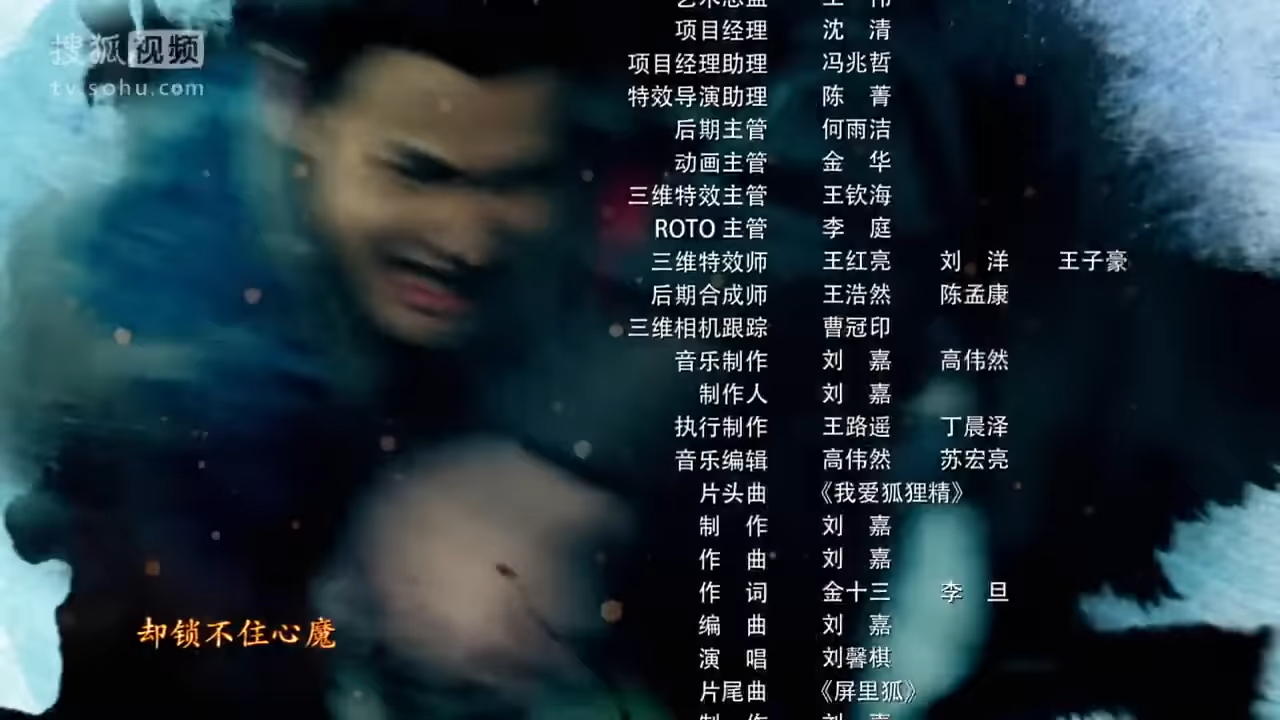 搜狐视频
tv.sohu.com
项目经理 沈 清
项目经理助理 冯兆哲
特效导演助理 陈 菁
后期主管 何雨洁
动画主管 金 华
三维特效主管 王钦海
ROTO 主管 李 庭
三维特效师 王红亮 刘 洋 王子豪
后期合成师 王浩然 陈孟康
三维相机跟踪 曹冠印
音乐制作 刘 嘉 高伟然
制作人 刘 嘉
执行制作 王路遥 丁晨泽
音乐编辑 高伟然 苏宏亮
片头曲 《我爱狐狸精》
制 作 刘 嘉
作 曲 刘 嘉
作 词 金十三 李 旦
编 曲 刘 嘉
演 唱 刘馨棋
片尾曲 《屏里狐》
制 作 刘 嘉
却锁不住心魔